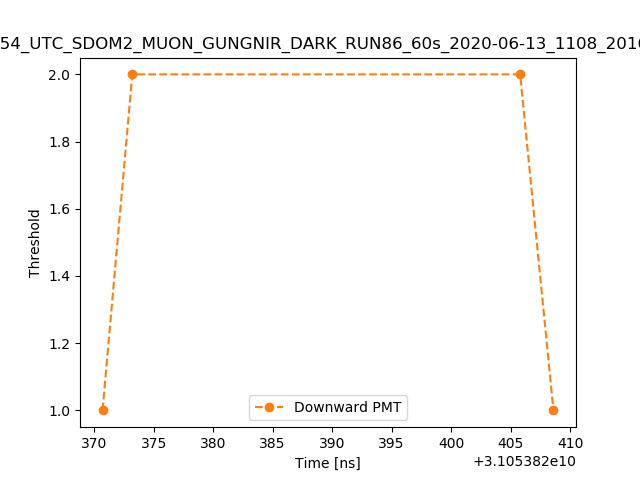 54_UTC_SDOM2_MUON_GUNGNIR_DARK_RUN86_60s_2020-06-13_1108_2016
2.0
1.8
1.6
1.4
1.2
1.0
Threshold
Downward PMT
370 375 380 385 390 395 400 405 410
Time [ns]
+3.105382e10